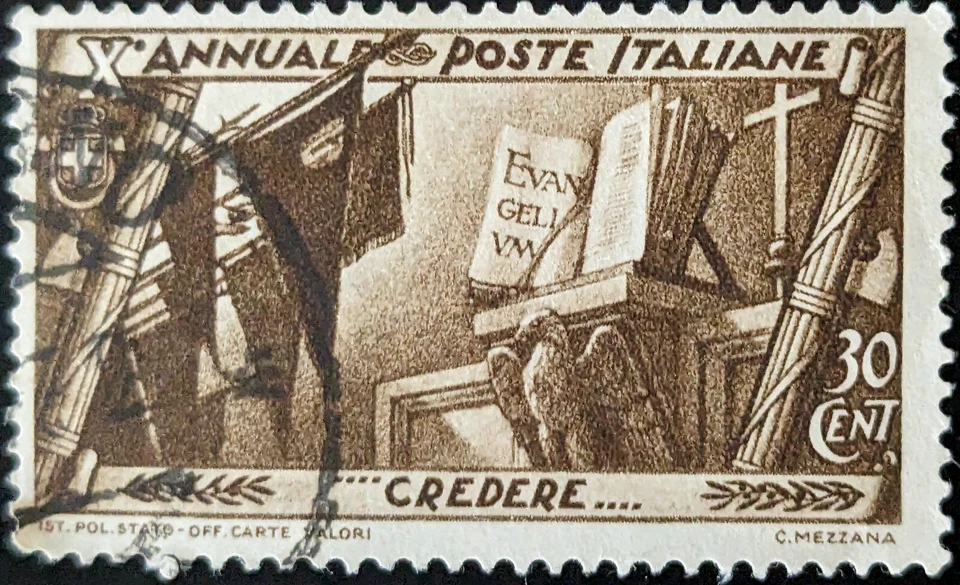 X° ANNUALE POSTE ITALIANE
EVAN
GELI
VM
30
CENT.
....CREDERE....
IST. POL. STATO-OFF. CARTE VALORI
C. MEZZANA